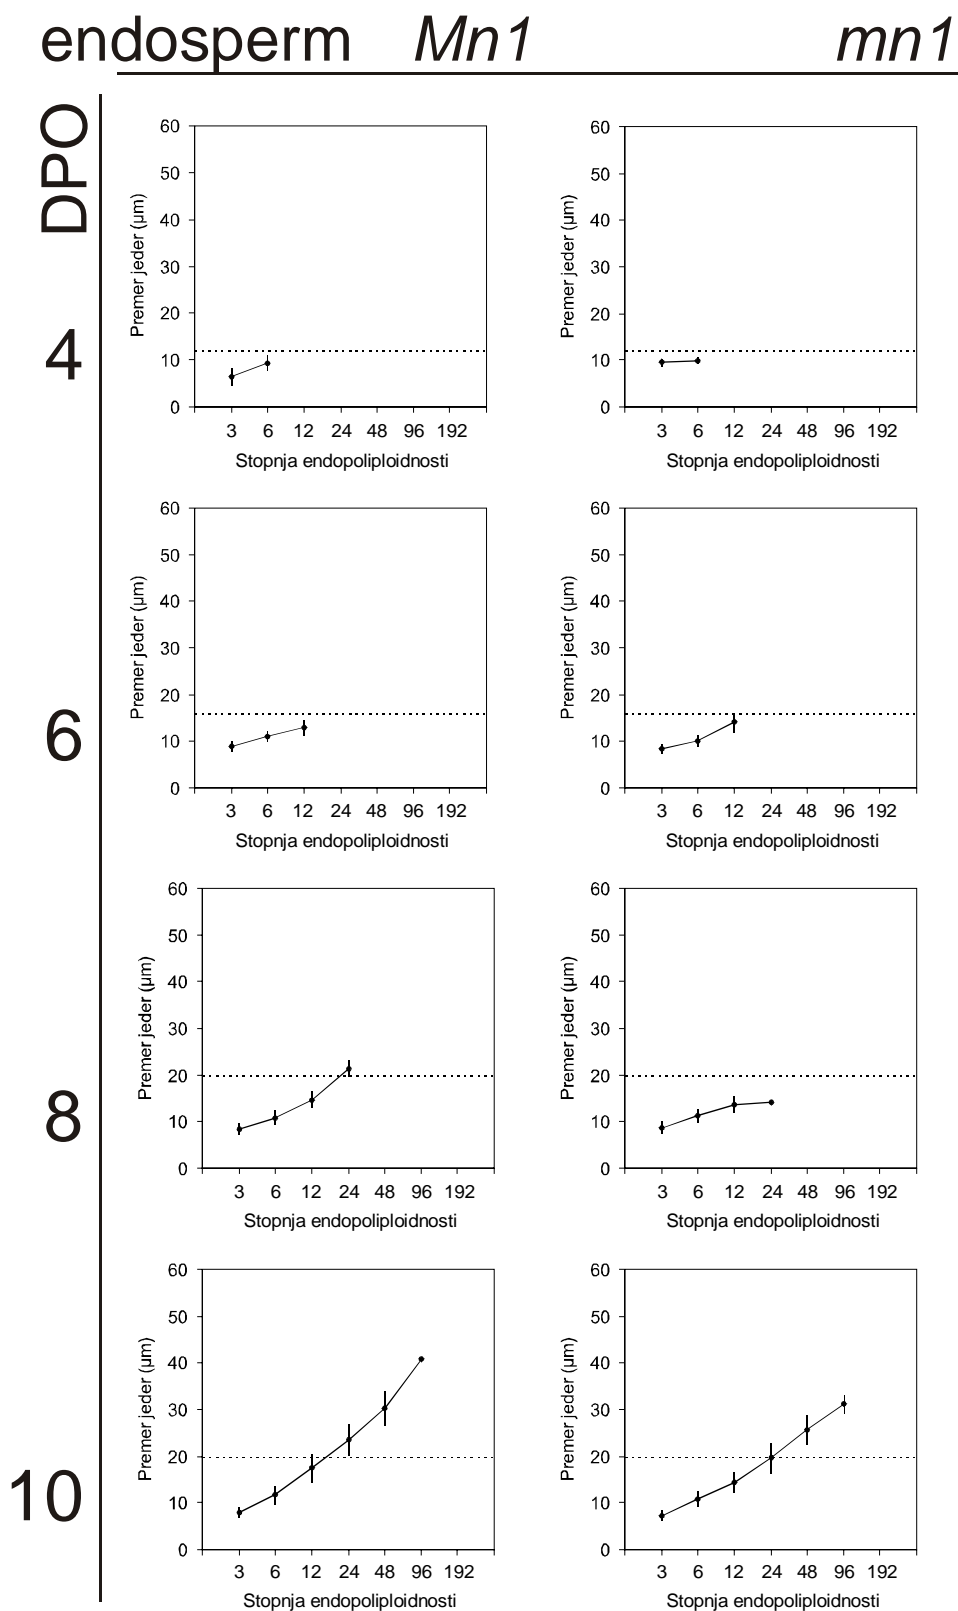 endosperm Mn1 mn1
DPO
4
60 60
50 50
40 40
30 30
20 20
10 10
0 0
Premer jeder (µm) Premer jeder (µm)
3 6 12 24 48 96 192 3 6 12 24 48 96 192
Stopnja endopoliploidnosti Stopnja endopoliploidnosti
6
60 60
50 50
40 40
30 30
20 20
10 10
0 0
Premer jeder (µm) Premer jeder (µm)
3 6 12 24 48 96 192 3 6 12 24 48 96 192
Stopnja endopoliploidnosti Stopnja endopoliploidnosti
8
60 60
50 50
40 40
30 30
20 20
10 10
0 0
Premer jeder (µm) Premer jeder (µm)
3 6 12 24 48 96 192 3 6 12 24 48 96 192
Stopnja endopoliploidnosti Stopnja endopoliploidnosti
10
60 60
50 50
40 40
30 30
20 20
10 10
0 0
Premer jeder (µm) Premer jeder (µm)
3 6 12 24 48 96 192 3 6 12 24 48 96 192
Stopnja endopoliploidnosti Stopnja endopoliploidnosti